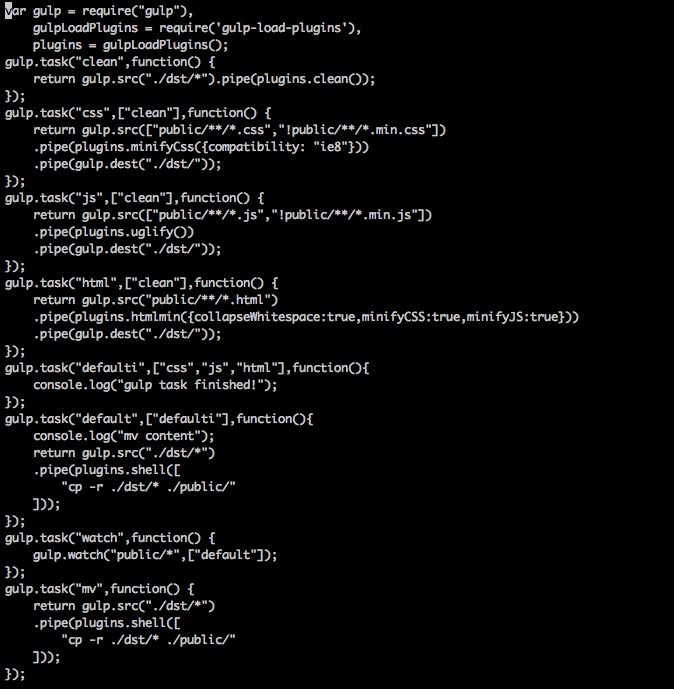 var gulp = require("gulp"),
    gulpLoadPlugins = require('gulp-load-plugins'),
    plugins = gulpLoadPlugins();
gulp.task("clean",function() {
    return gulp.src("./dst/*").pipe(plugins.clean());
});
gulp.task("css",["clean"],function() {
    return gulp.src(["public/**/*.css","!public/**/*.min.css"])
    .pipe(plugins.minifyCss({compatibility: "ie8"}))
    .pipe(gulp.dest("./dst/"));
});
gulp.task("js",["clean"],function() {
    return gulp.src(["public/**/*.js","!public/**/*.min.js"])
    .pipe(plugins.uglify())
    .pipe(gulp.dest("./dst/"));
});
gulp.task("html",["clean"],function() {
    return gulp.src("public/**/*.html")
    .pipe(plugins.htmlmin({collapseWhitespace:true,minifyCSS:true,minifyJS:true}))
    .pipe(gulp.dest("./dst/"));
});
gulp.task("defaulti",["css","js","html"],function(){
    console.log("gulp task finished!");
});
gulp.task("default",["defaulti"],function(){
    console.log("mv content");
    return gulp.src("./dst/*")
    .pipe(plugins.shell([
        "cp -r ./dst/* ./public/"
    ]));
});
gulp.task("watch",function() {
    gulp.watch("public/*",["default"]);
});
gulp.task("mv",function() {
    return gulp.src("./dst/*")
    .pipe(plugins.shell([
        "cp -r ./dst/* ./public/"
    ]));
});